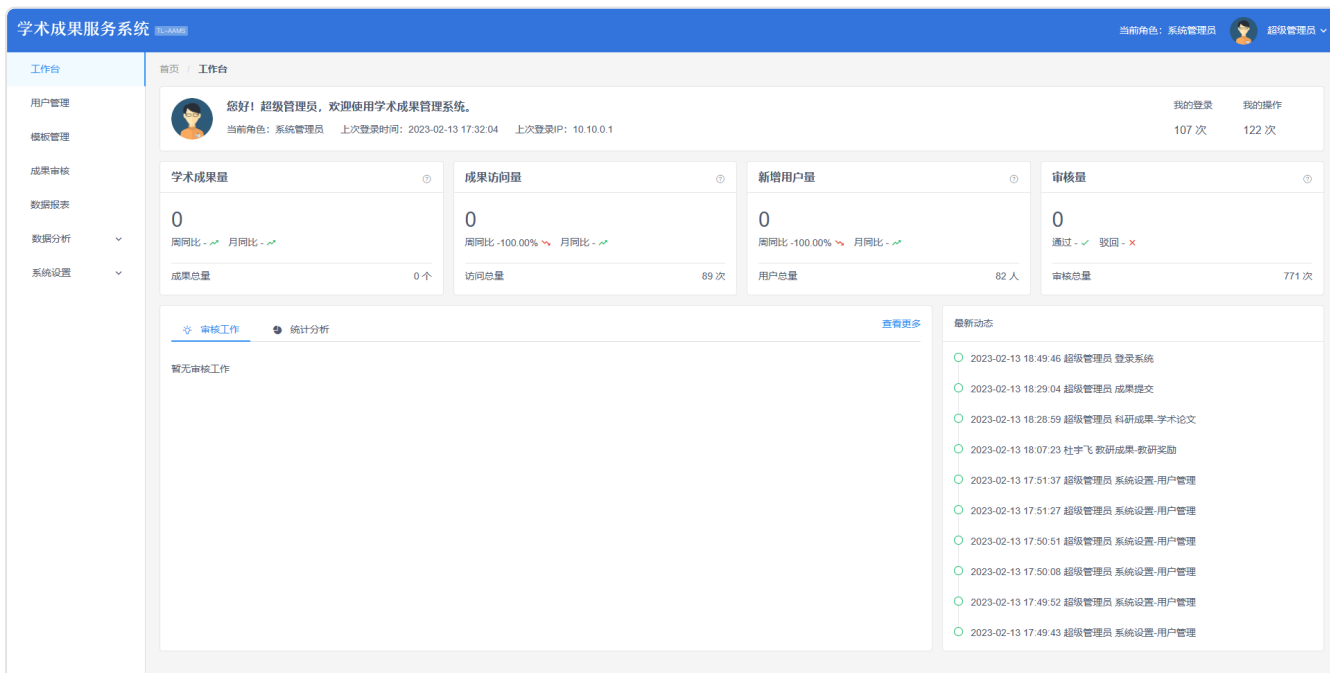 学术成果服务系统 TU-AAMS
当前角色：系统管理员 超级管理员
工作台
用户管理
模板管理
成果审核
数据报表
数据分析
系统设置
首页 / 工作台
您好！超级管理员，欢迎使用学术成果管理系统。
当前角色：系统管理员 上次登录时间：2023-02-13 17:32:04 上次登录IP：10.10.0.1
我的登录 我的操作
107 次 122 次
学术成果量
0
周同比 - 月同比 -
成果总量 0 个
成果访问量
0
周同比 -100.00% 月同比 -
访问总量 89 次
新增用户量
0
周同比 -100.00% 月同比 -
用户总量 82 人
审核量
0
通过 - 驳回 -
审核总量 771 次
审核工作 统计分析 查看更多
暂无审核工作
最新动态
2023-02-13 18:49:46 超级管理员 登录系统
2023-02-13 18:29:04 超级管理员 成果提交
2023-02-13 18:28:59 超级管理员 科研成果-学术论文
2023-02-13 18:07:23 杜宇飞 教研成果-教研奖励
2023-02-13 17:51:37 超级管理员 系统设置-用户管理
2023-02-13 17:51:27 超级管理员 系统设置-用户管理
2023-02-13 17:50:51 超级管理员 系统设置-用户管理
2023-02-13 17:50:08 超级管理员 系统设置-用户管理
2023-02-13 17:49:52 超级管理员 系统设置-用户管理
2023-02-13 17:49:43 超级管理员 系统设置-用户管理